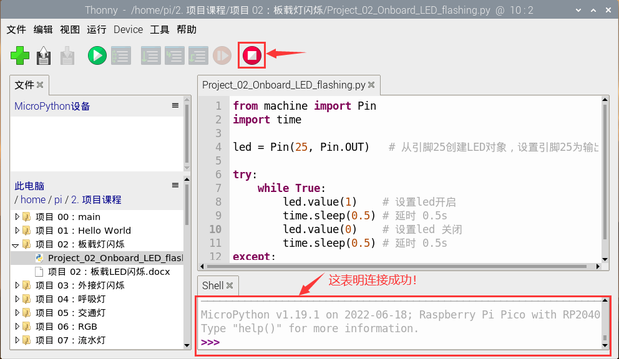 Thonny - /home/pi/2. 项目课程/项目 02：板载灯闪烁/Project_02_Onboard_LED_flashing.py @ 10 : 2
文件 编辑 视图 运行 Device 工具 帮助
文件
MicroPython设备
此电脑
/ home / pi / 2. 项目课程
项目 00：main
项目 01：Hello World
项目 02：板载灯闪烁
Project_02_Onboard_LED_flash
项目 02：板载LED闪烁.docx
项目 03：外接灯闪烁
项目 04：呼吸灯
项目 05：交通灯
项目 06：RGB
项目 07：流水灯
Project_02_Onboard_LED_flashing.py
1 from machine import Pin
2 import time
3
4 led = Pin(25, Pin.OUT) # 从引脚25创建LED对象，设置引脚25为输出
5
6 try:
7 while True:
8 led.value(1) # 设置led开启
9 time.sleep(0.5) # 延时 0.5s
10 led.value(0) # 设置led 关闭
11 time.sleep(0.5) # 延时 0.5s
12 except:
Shell
这表明连接成功！
MicroPython v1.19.1 on 2022-06-18; Raspberry Pi Pico with RP2040
Type "help()" for more information.
>>>